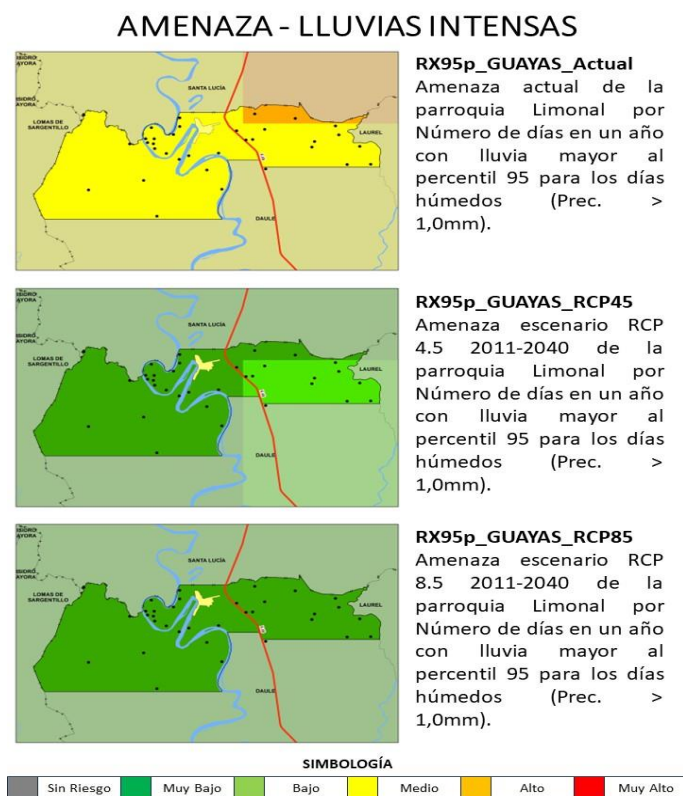 AMENAZA - LLUVIAS INTENSAS
ISIDRO
AYORA
SANTA LUCÍA
LOMAS DE
SARGENTILLO
LAUREL
DAULE
RX95p_GUAYAS_Actual
Amenaza actual de la
parroquia Limonal por
Número de días en un año
con lluvia mayor al
percentil 95 para los días
húmedos (Prec. >
1,0mm).
ISIDRO
AYORA
SANTA LUCÍA
LOMAS DE
SARGENTILLO
LAUREL
DAULE
RX95p_GUAYAS_RCP45
Amenaza escenario RCP
4.5 2011-2040 de la
parroquia Limonal por
Número de días en un año
con lluvia mayor al
percentil 95 para los días
húmedos (Prec. >
1,0mm).
ISIDRO
AYORA
SANTA LUCÍA
LOMAS DE
SARGENTILLO
LAUREL
DAULE
RX95p_GUAYAS_RCP85
Amenaza escenario RCP
8.5 2011-2040 de la
parroquia Limonal por
Número de días en un año
con lluvia mayor al
percentil 95 para los días
húmedos (Prec. >
1,0mm).
SIMBOLOGÍA
Sin Riesgo Muy Bajo Bajo Medio Alto Muy Alto